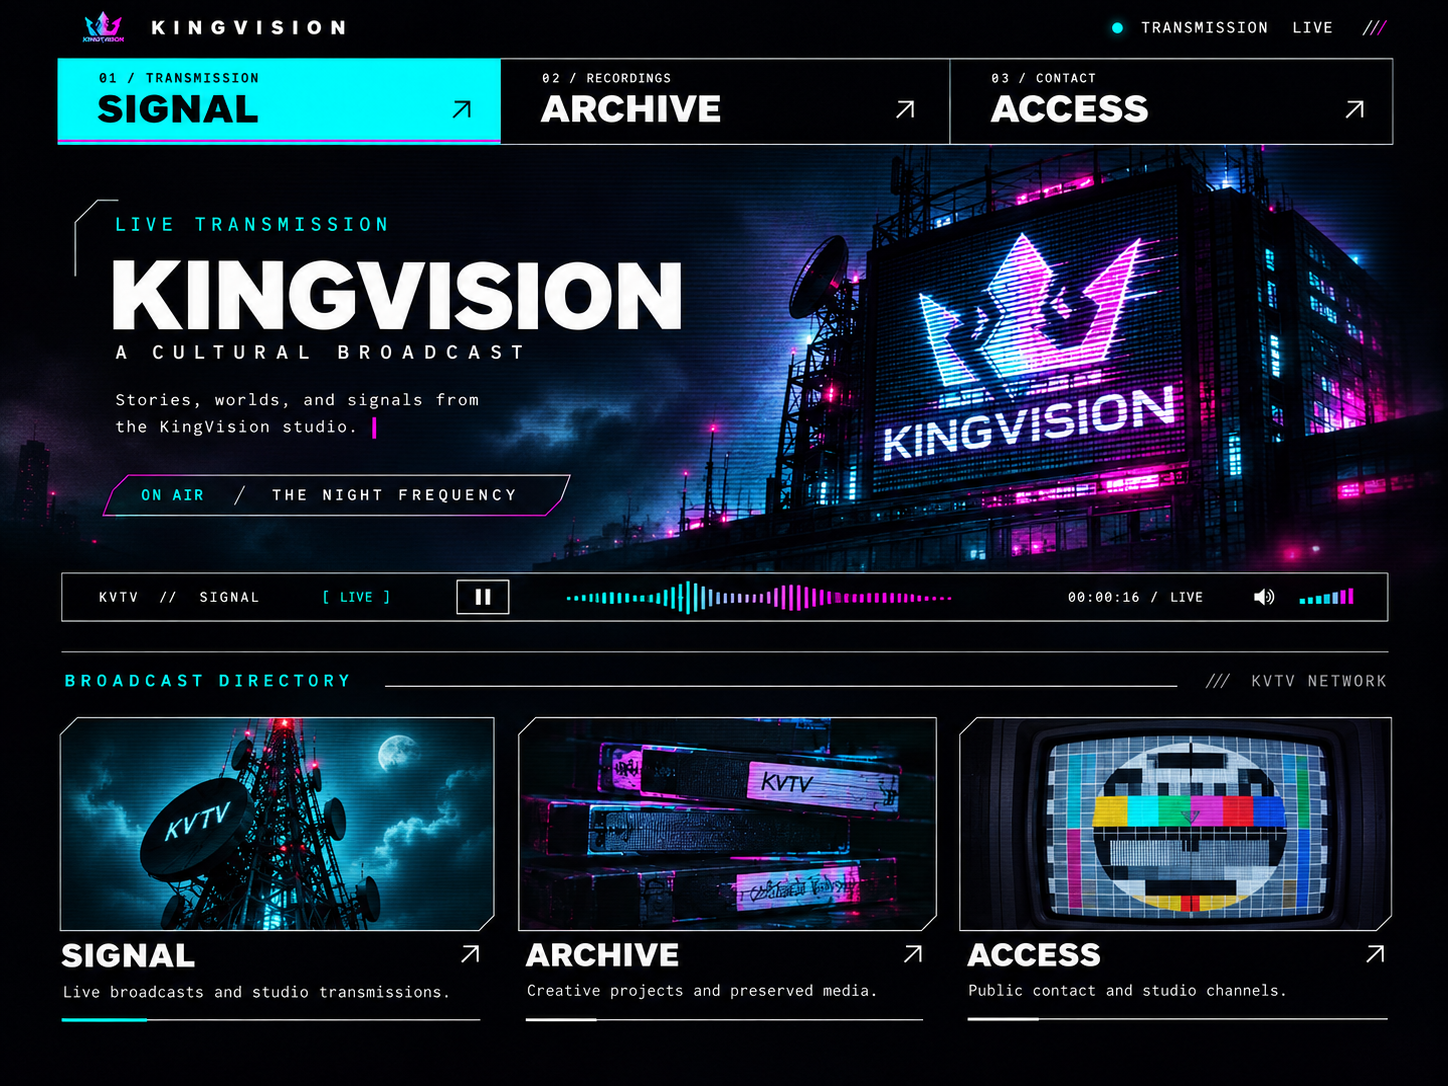 KINGVISION
KINGVISION
TRANSMISSION LIVE ///
01 / TRANSMISSION
SIGNAL
02 / RECORDINGS
ARCHIVE
03 / CONTACT
ACCESS
LIVE TRANSMISSION
KINGVISION
A CULTURAL BROADCAST
Stories, worlds, and signals from
the KingVision studio.
ON AIR / THE NIGHT FREQUENCY
KINGVISION
KVTV // SIGNAL [ LIVE ]
00:00:16 / LIVE
BROADCAST DIRECTORY
/// KVTV NETWORK
KVTV
KVTV
SIGNAL
Live broadcasts and studio transmissions.
ARCHIVE
Creative projects and preserved media.
ACCESS
Public contact and studio channels.